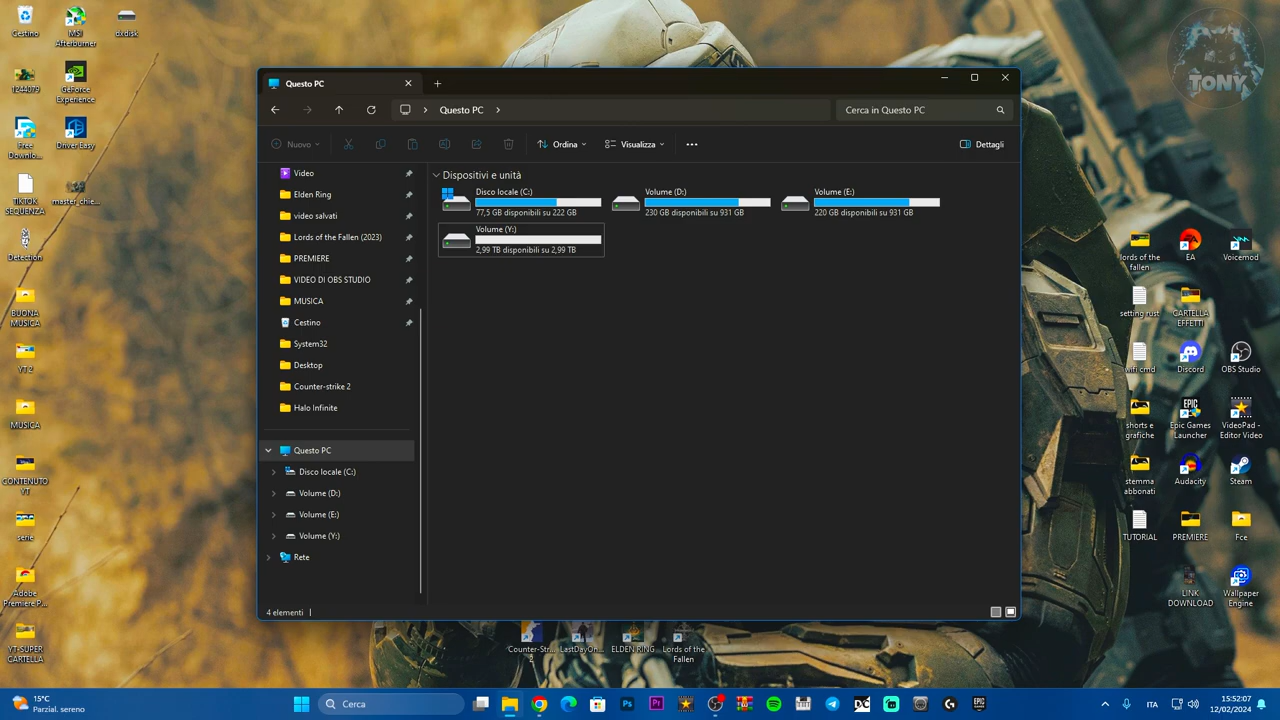 Cestino
MSI
Afterburner
dxdisk
1244079
GeForce
Experience
Free
Downlo...
Driver Easy
TIKTOK
SEQUENZA
master_chie...
Detection
BUONA
MUSICA
YT2
MUSICA
CONTENUTO
YT
serie
Adobe
Premiere P...
YT-SUPER
CARTELLA
TONY
Questo PC
Questo PC
Cerca in Questo PC
Nuovo
Ordina
Visualizza
Dettagli
Video
Elden Ring
video salvati
Lords of the Fallen (2023)
PREMIERE
VIDEO DI OBS STUDIO
MUSICA
Cestino
System32
Desktop
Counter-strike 2
Halo Infinite
Questo PC
Disco locale (C:)
Volume (D:)
Volume (E:)
Volume (Y:)
Rete
Dispositivi e unità
Disco locale (C:)
77,5 GB disponibili su 222 GB
Volume (D:)
230 GB disponibili su 931 GB
Volume (E:)
220 GB disponibili su 931 GB
Volume (Y:)
2,99 TB disponibili su 2,99 TB
4 elementi
lords of the
fallen
EA
Voicemod
setting rust
CARTELLA
EFFETTI
wifi cmd
Discord
OBS Studio
shorts e
grafiche
Epic Games
Launcher
VideoPad -
Editor Video
stemma
abbonati
Audacity
Steam
TUTORIAL
PREMIERE
Fce
LINK
DOWNLOAD
Wallpaper
Engine
Counter-Str...
2
LastDayOn...
ELDEN RING
Lords of the
Fallen
15°C
Parzial. sereno
Cerca
ITA
15:52:07
12/02/2024